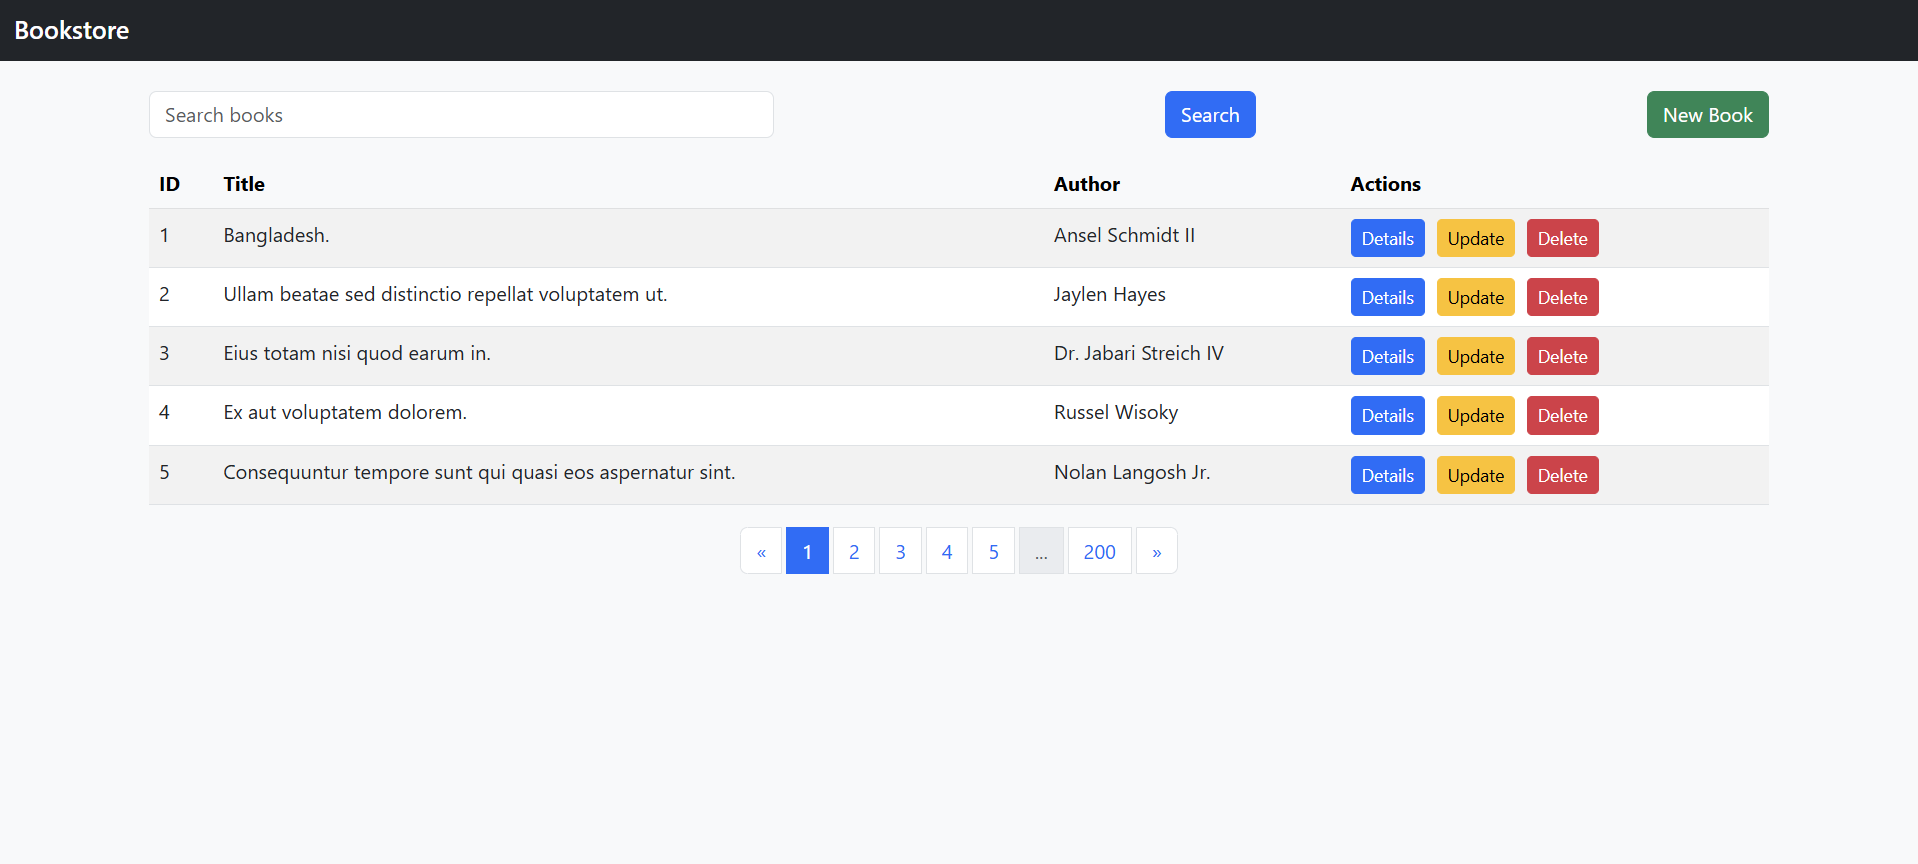 Bookstore
Search books Search New Book
ID Title Author Actions
1 Bangladesh. Ansel Schmidt II Details Update Delete
2 Ullam beatae sed distinctio repellat voluptatem ut. Jaylen Hayes Details Update Delete
3 Eius totam nisi quod earum in. Dr. Jabari Streich IV Details Update Delete
4 Ex aut voluptatem dolorem. Russel Wisoky Details Update Delete
5 Consequuntur tempore sunt qui quasi eos aspernatur sint. Nolan Langosh Jr. Details Update Delete
« 1 2 3 4 5 ... 200 »